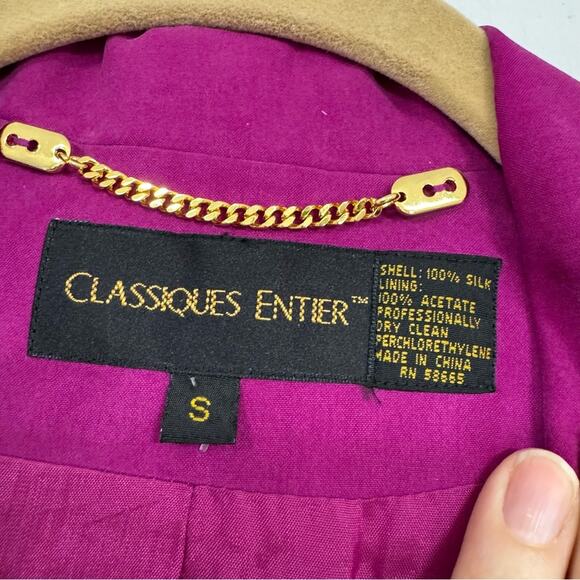 CLASSIQUES ENTIER™
SHELL: 100% SILK
LINING:
100% ACETATE
PROFESSIONALLY
DRY CLEAN
PERCHLORETHYLENE
MADE IN CHINA
RN 58665
S